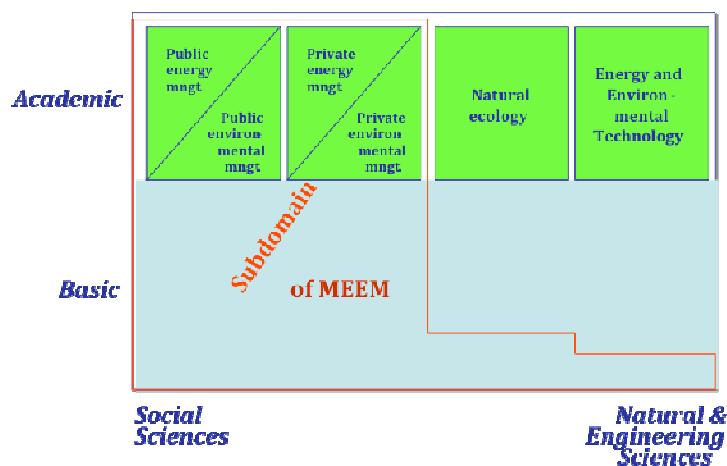 Public
energy
mngt
Public
environ-
mental
mngt.
Private
energy
mngt
Private
environ-
mental
mngt.
Natural
ecology
Energy and
Environ -
mental
Technology
Academic
Subdomain
of MEEM
Basic
Social
Sciences
Natural &
Engineering
Sciences